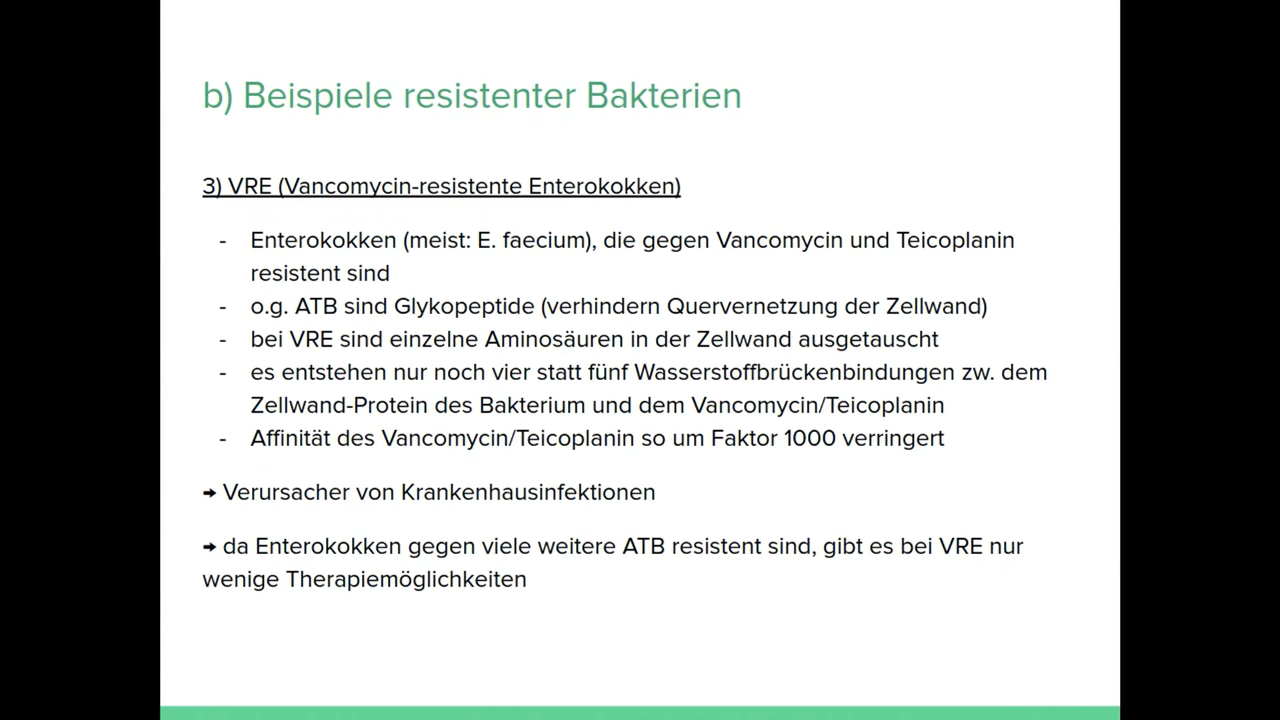 b) Beispiele resistenter Bakterien
3) VRE (Vancomycin-resistente Enterokokken)
- Enterokokken (meist: E. faecium), die gegen Vancomycin und Teicoplanin
resistent sind
- o.g. ATB sind Glykopeptide (verhindern Quervernetzung der Zellwand)
- bei VRE sind einzelne Aminosäuren in der Zellwand ausgetauscht
- es entstehen nur noch vier statt fünf Wasserstoffbrückenbindungen zw. dem
Zellwand-Protein des Bakterium und dem Vancomycin/Teicoplanin
- Affinität des Vancomycin/Teicoplanin so um Faktor 1000 verringert
→ Verursacher von Krankenhausinfektionen
→ da Enterokokken gegen viele weitere ATB resistent sind, gibt es bei VRE nur
wenige Therapiemöglichkeiten